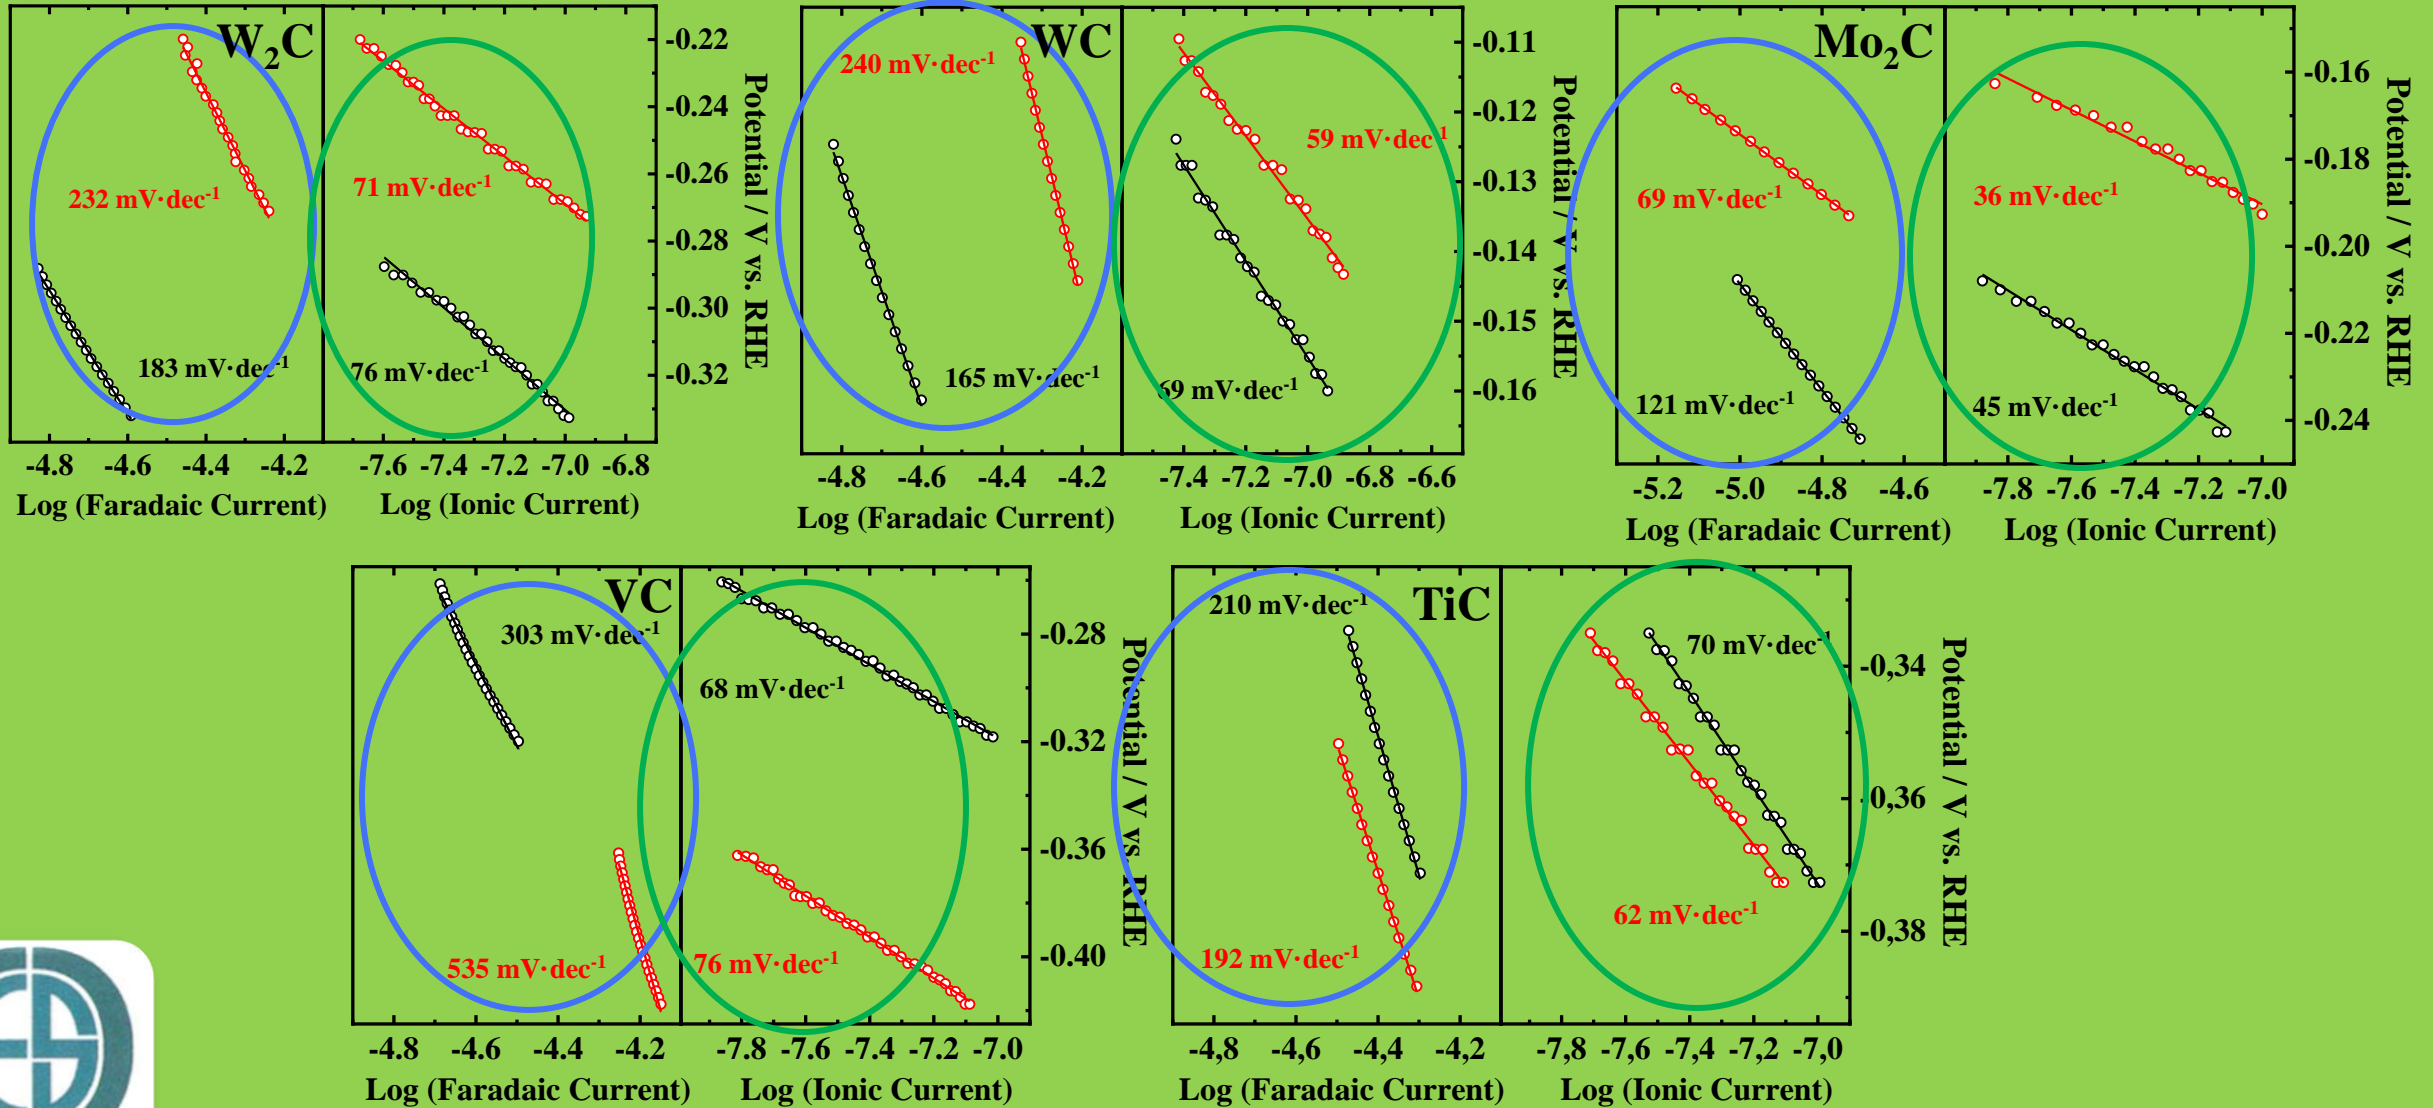 W₂C
232 mV·dec⁻¹
183 mV·dec⁻¹
71 mV·dec⁻¹
76 mV·dec⁻¹
-0.22
-0.24
-0.26
-0.28
-0.30
-0.32
Potential / V vs. RHE
-4.8 -4.6 -4.4 -4.2
-7.6 -7.4 -7.2 -7.0 -6.8
Log (Faradaic Current)
Log (Ionic Current)
WC
240 mV·dec⁻¹
165 mV·dec⁻¹
59 mV·dec⁻¹
69 mV·dec⁻¹
-0.11
-0.12
-0.13
-0.14
-0.15
-0.16
Potential / V vs. RHE
-4.8 -4.6 -4.4 -4.2
-7.4 -7.2 -7.0 -6.8 -6.6
Log (Faradaic Current)
Log (Ionic Current)
Mo₂C
69 mV·dec⁻¹
121 mV·dec⁻¹
36 mV·dec⁻¹
45 mV·dec⁻¹
-0.16
-0.18
-0.20
-0.22
-0.24
Potential / V vs. RHE
-5.2 -5.0 -4.8 -4.6
-7.8 -7.6 -7.4 -7.2 -7.0
Log (Faradaic Current)
Log (Ionic Current)
VC
303 mV·dec⁻¹
535 mV·dec⁻¹
68 mV·dec⁻¹
76 mV·dec⁻¹
-0.28
-0.32
-0.36
-0.40
Potential / V vs. RHE
-4.8 -4.6 -4.4 -4.2
-7.8 -7.6 -7.4 -7.2 -7.0
Log (Faradaic Current)
Log (Ionic Current)
TiC
210 mV·dec⁻¹
192 mV·dec⁻¹
70 mV·dec⁻¹
62 mV·dec⁻¹
-0,34
-0,36
-0,38
Potential / V vs. RHE
-4,8 -4,6 -4,4 -4,2
-7,8 -7,6 -7,4 -7,2 -7,0
Log (Faradaic Current)
Log (Ionic Current)